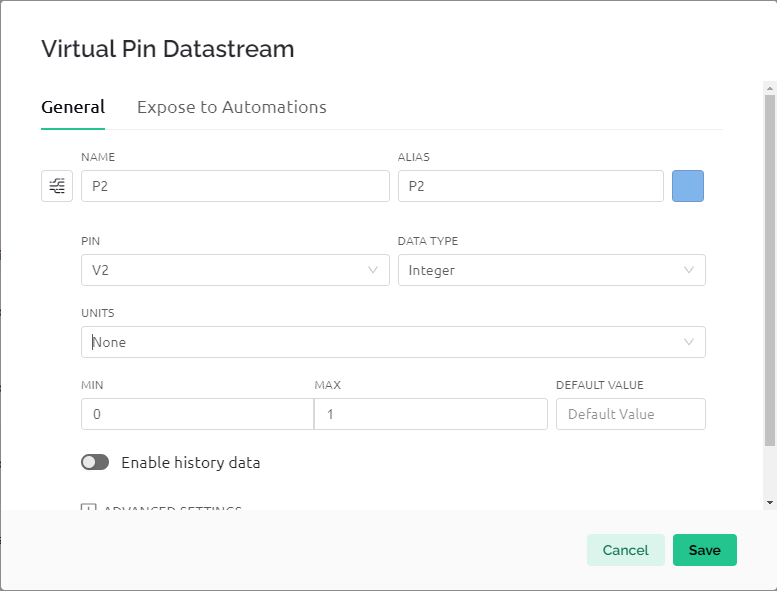 Virtual Pin Datastream
General Expose to Automations
NAME ALIAS
P2 P2
PIN DATA TYPE
V2 Integer
UNITS
None
MIN MAX DEFAULT VALUE
0 1 Default Value
Enable history data
ADVANCED SETTINGS
Cancel Save